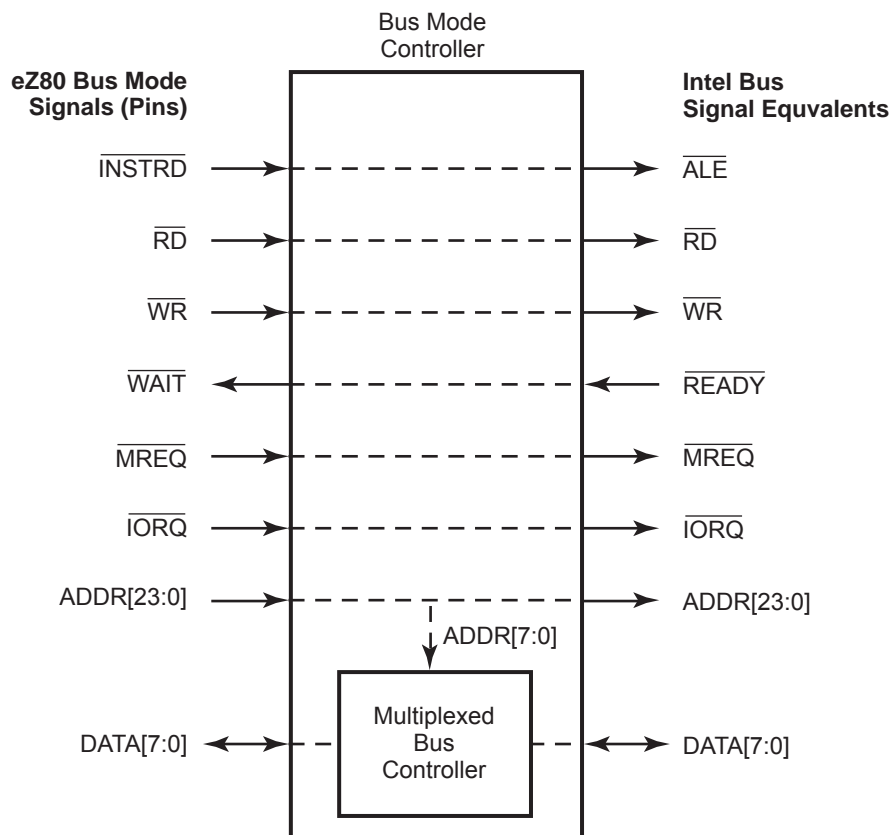 Bus Mode
Controller
eZ80 Bus Mode
Signals (Pins)
Intel Bus
Signal Equvalents
INSTRD
ALE
RD
RD
WR
WR
WAIT
READY
MREQ
MREQ
IORQ
IORQ
ADDR[23:0]
ADDR[23:0]
ADDR[7:0]
Multiplexed
Bus
Controller
DATA[7:0]
DATA[7:0]